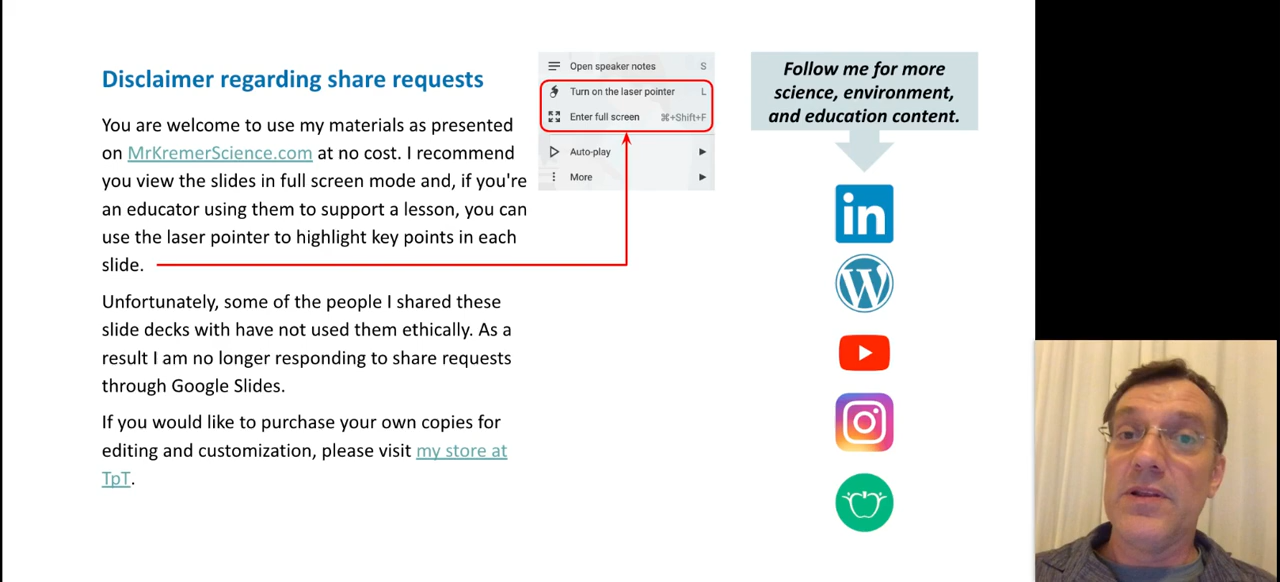 Disclaimer regarding share requests
You are welcome to use my materials as presented
on MrKremerScience.com at no cost. I recommend
you view the slides in full screen mode and, if you're
an educator using them to support a lesson, you can
use the laser pointer to highlight key points in each
slide.
Unfortunately, some of the people I shared these
slide decks with have not used them ethically. As a
result I am no longer responding to share requests
through Google Slides.
If you would like to purchase your own copies for
editing and customization, please visit my store at
TpT.
Open speaker notes S
Turn on the laser pointer L
Enter full screen ⌘+Shift+F
Auto-play
More
Follow me for more
science, environment,
and education content.
in
W